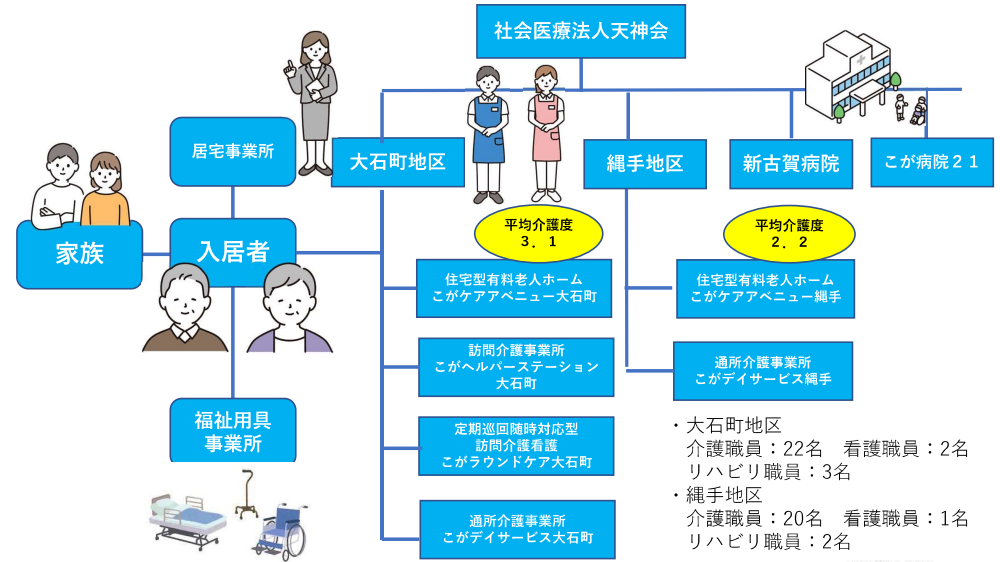 社会医療法人天神会
居宅事業所
大石町地区
縄手地区
新古賀病院
こが病院２１
家族
入居者
平均介護度
３．１
平均介護度
２．２
住宅型有料老人ホーム
こがケアアベニュー大石町
住宅型有料老人ホーム
こがケアアベニュー縄手
訪問介護事業所
こがヘルパーステーション
大石町
通所介護事業所
こがデイサービス縄手
福祉用具
事業所
定期巡回随時対応型
訪問介護看護
こがラウンドケア大石町
通所介護事業所
こがデイサービス大石町
・大石町地区
介護職員：22名　看護職員：2名
リハビリ職員：3名
・縄手地区
介護職員：20名　看護職員：1名
リハビリ職員：2名